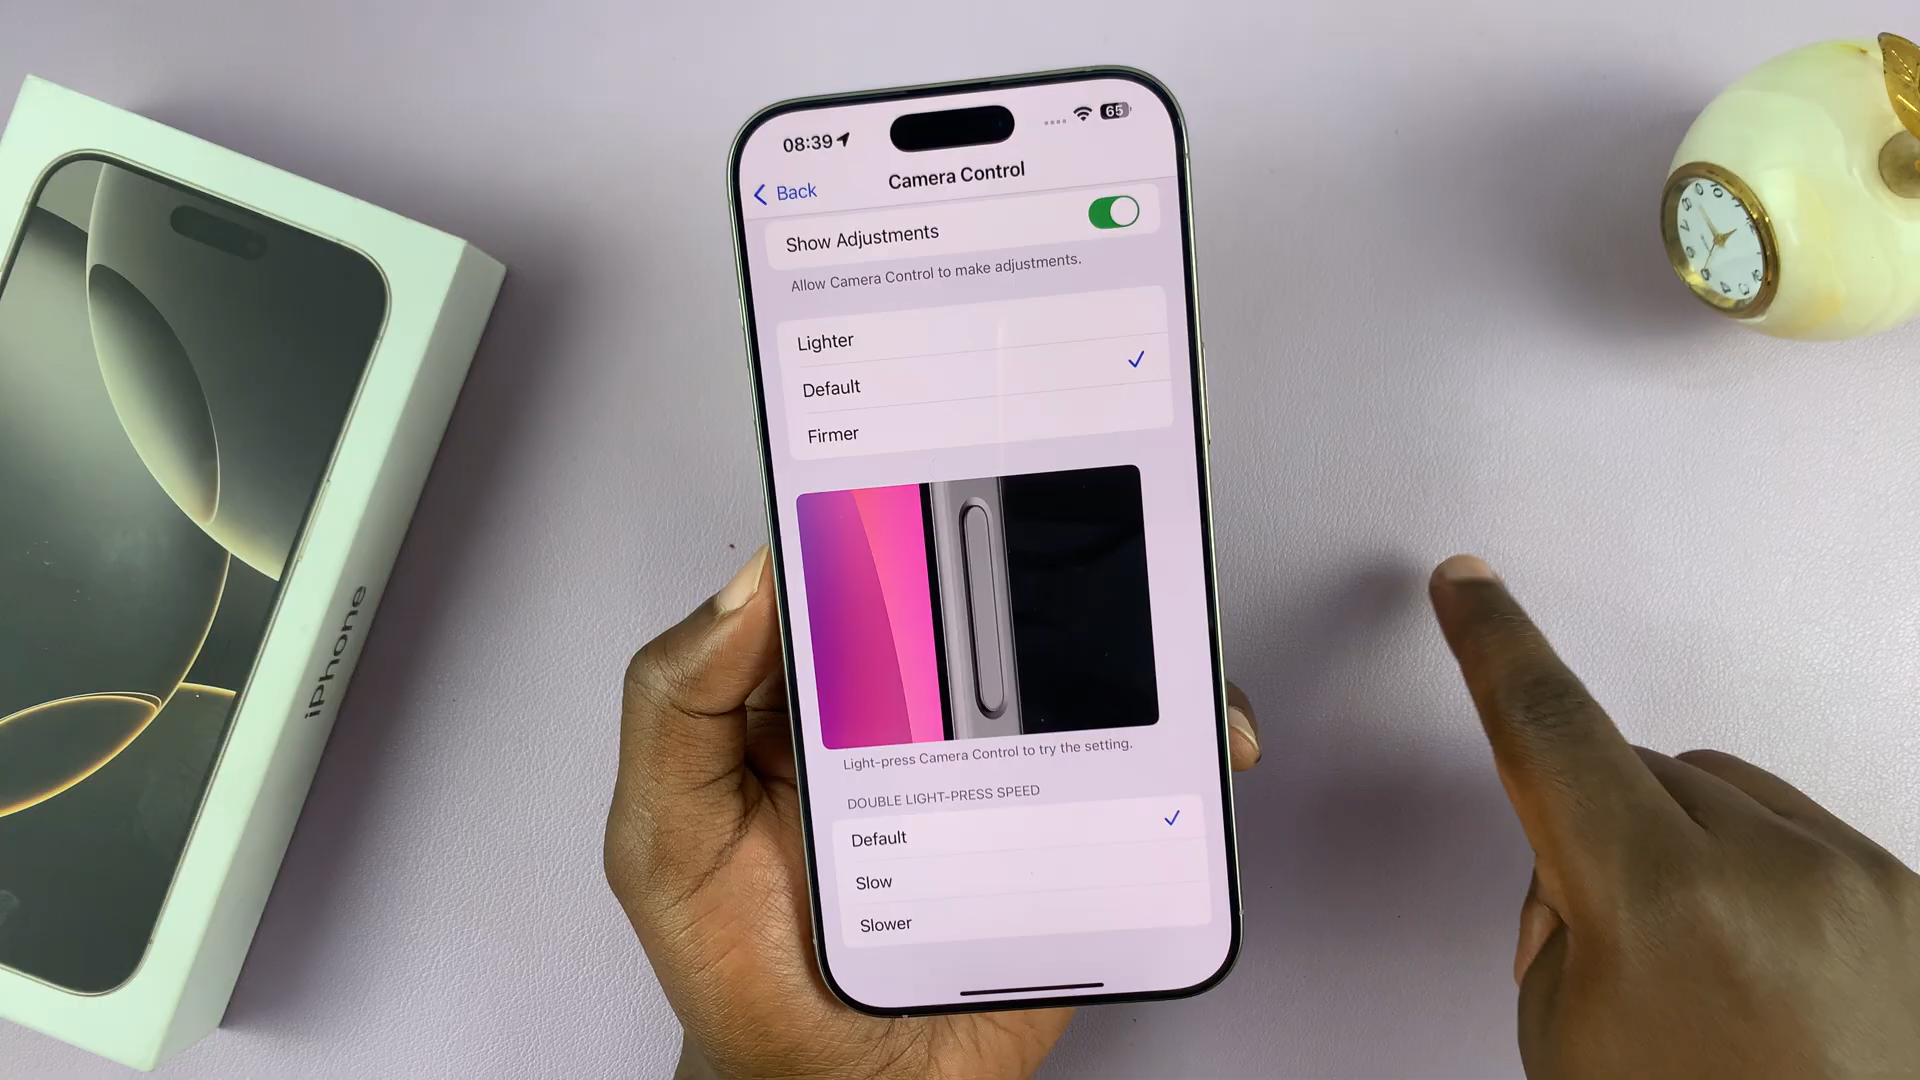 08:39
65
Back
Camera Control
Show Adjustments
Allow Camera Control to make adjustments.
Lighter
Default
Firmer
Light-press Camera Control to try the setting.
DOUBLE LIGHT-PRESS SPEED
Default
Slow
Slower
iPhone